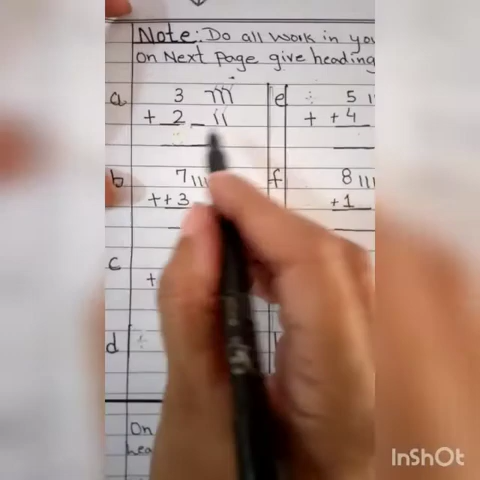 Note: Do all work in
on Next Page give heading
a 3 e 5
+ 2 + + 4
b 7 f 8
+ + 3 + 1
c
+
d
On
InShOt